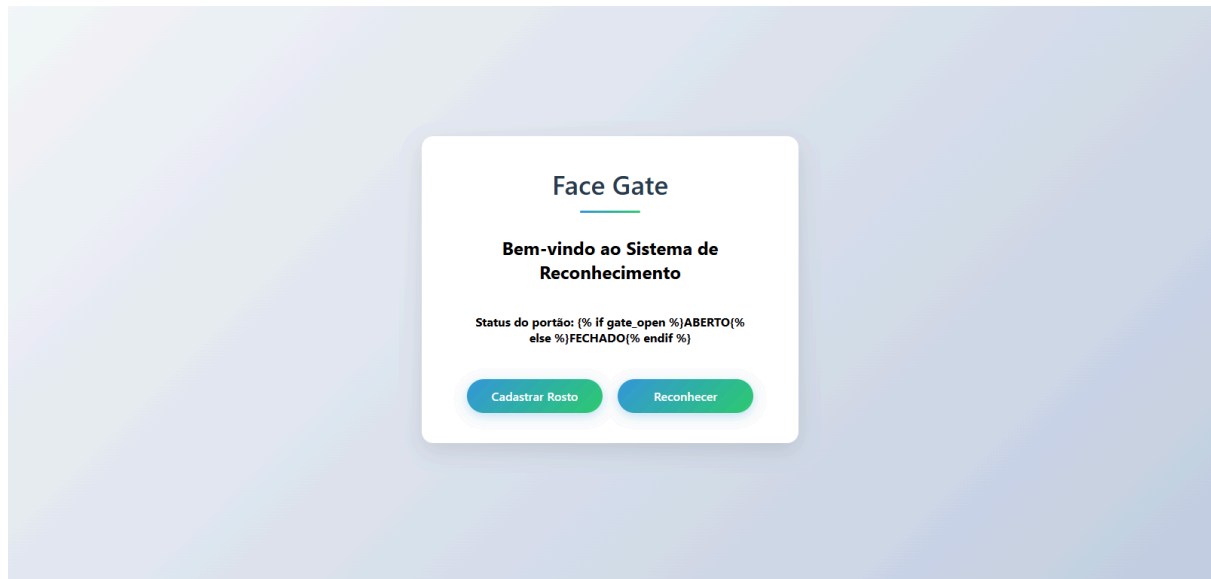 Face Gate
Bem-vindo ao Sistema de
Reconhecimento
Status do portão: {% if gate_open %}ABERTO{%
else %}FECHADO{% endif %}
Cadastrar Rosto
Reconhecer